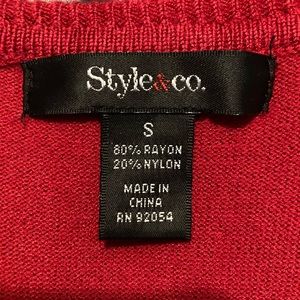 Style&co.
S
80% RAYON
20% NYLON
MADE IN
CHINA
RN 92054